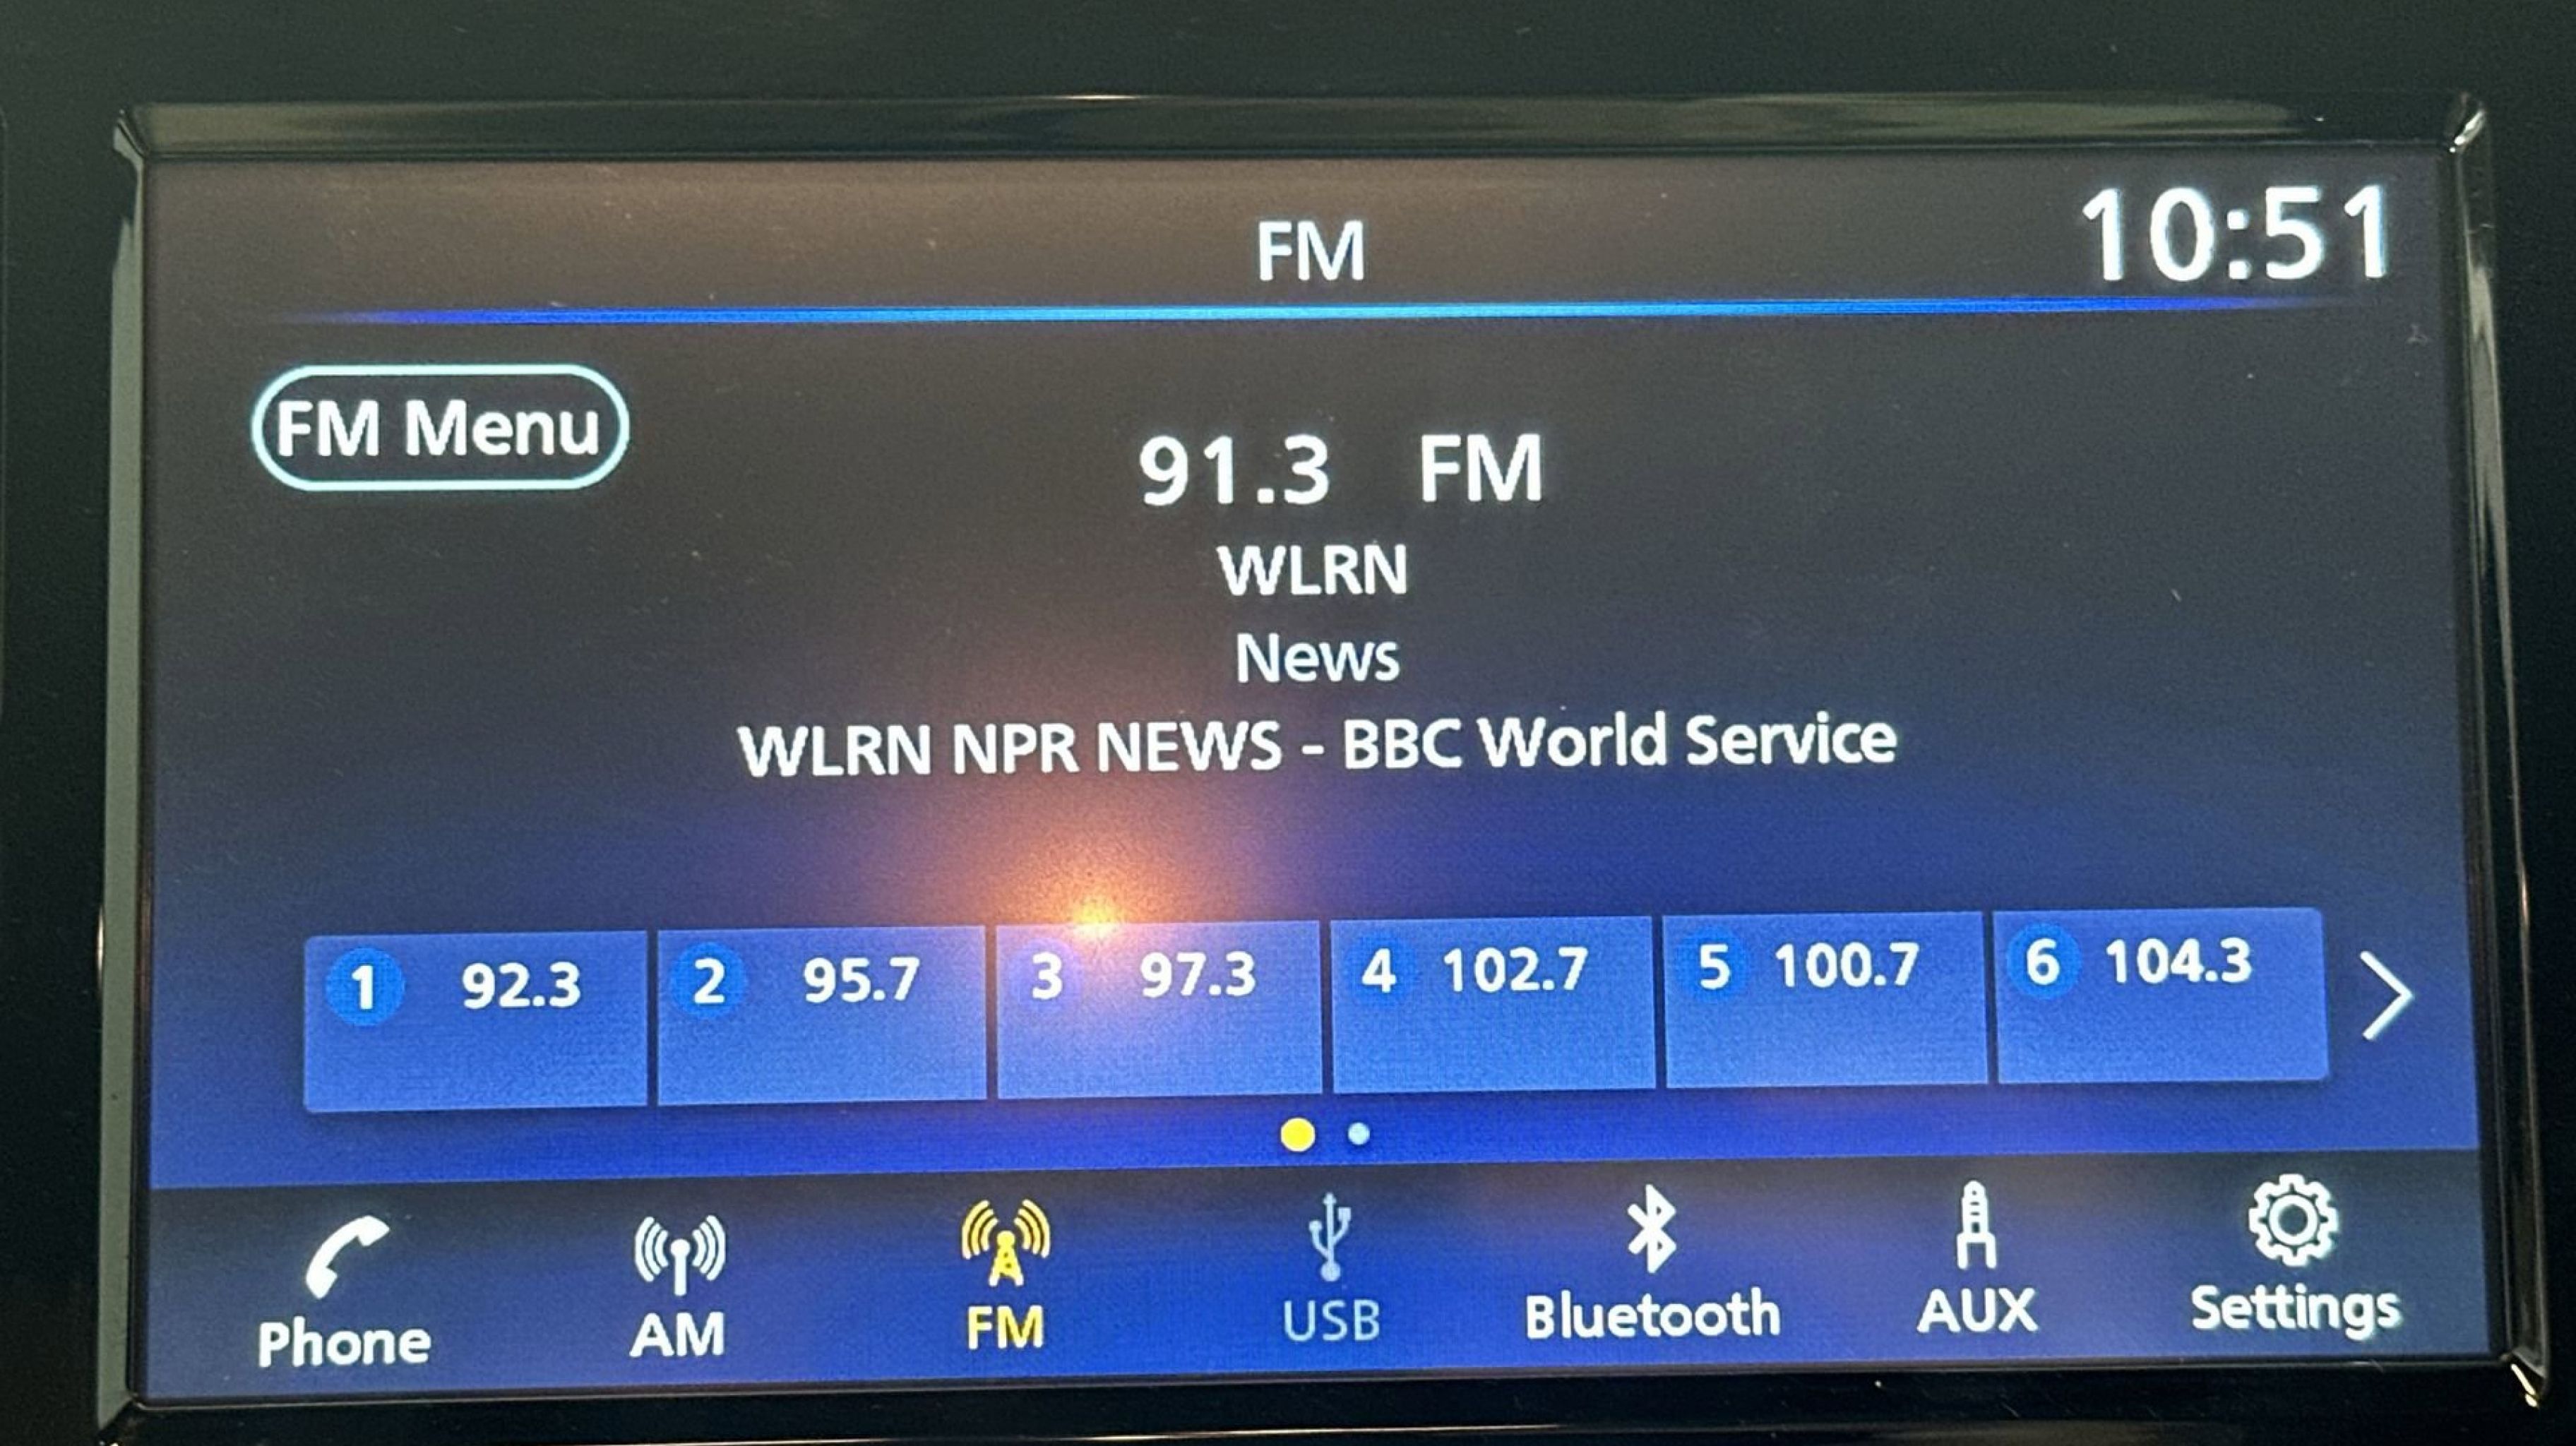 FM
10:51
FM Menu
91.3 FM
WLRN
News
WLRN NPR NEWS - BBC World Service
1 92.3 2 95.7 3 97.3 4 102.7 5 100.7 6 104.3
Phone AM FM USB Bluetooth AUX Settings